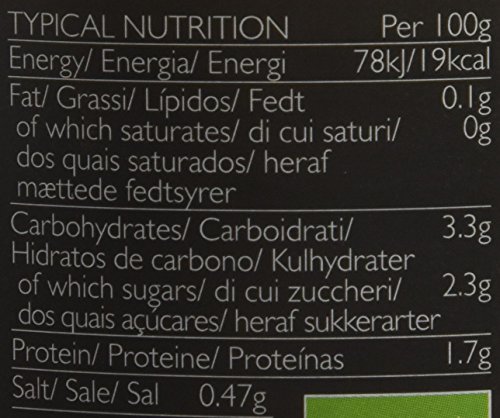 TYPICAL NUTRITION Per 100g
Energy/ Energia/ Energi 78kJ/19kcal
Fat/ Grassi/ Lípidos/ Fedt 0.1g
of which saturates/ di cui saturi/ 0g
dos quais saturados/ heraf
mættede fedtsyrer
Carbohydrates/ Carboidrati/ 3.3g
Hidratos de carbono/ Kulhydrater
of which sugars/ di cui zuccheri/ 2.3g
dos quais açúcares/ heraf sukkerarter
Protein/ Proteine/ Proteínas 1.7g
Salt/ Sale/ Sal 0.47g